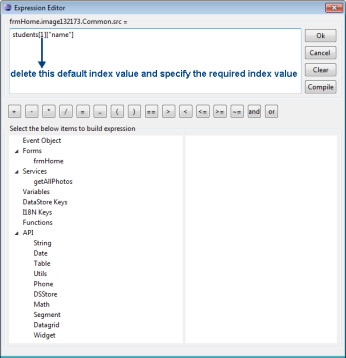 Expression Editor
frmHome.image132173.Common.src =
students[1]["name"]
delete this default index value and specify the required index value
Ok
Cancel
Clear
Compile
+ - * / = _ ( ) == > < <= >= ~= and or
Select the below items to build expression
Event Object
Forms
frmHome
Services
getAllPhotos
Variables
DataStore Keys
I18N Keys
Functions
API
String
Date
Table
Utils
Phone
DSStore
Math
Segment
Datagrid
Widget